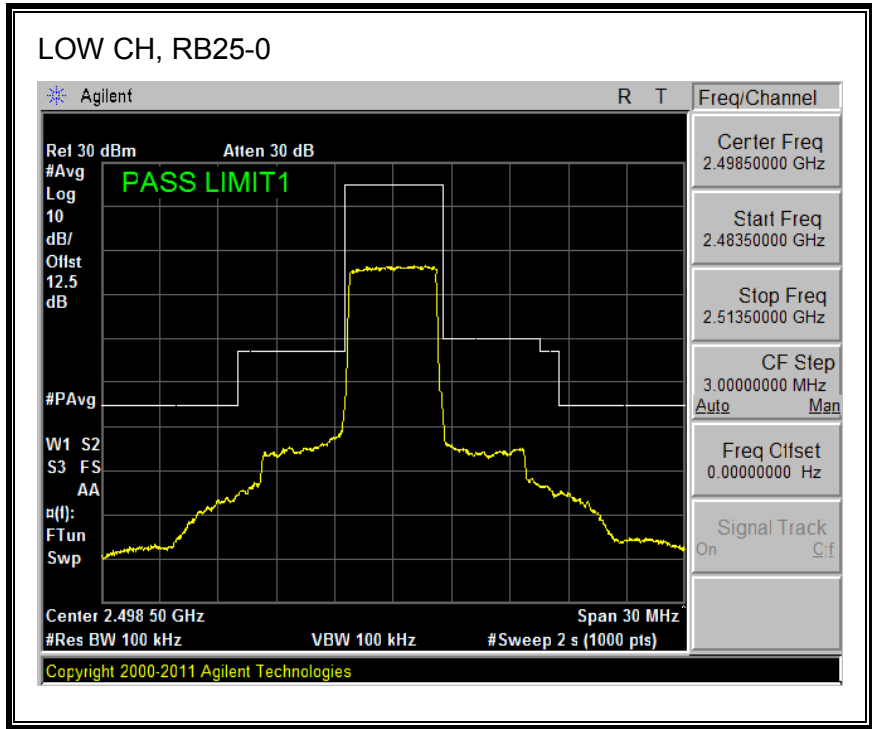 LOW CH, RB25-0
Agilent R T Freq/Channel
Ref 30 dBm Atten 30 dB
#Avg
Log
10
dB/
Offst
12.5
dB
PASS LIMIT1
#PAvg
W1 S2
S3 FS
AA
¤(f):
FTun
Swp
Center 2.498 50 GHz Span 30 MHz^
#Res BW 100 kHz VBW 100 kHz #Sweep 2 s (1000 pts)
Copyright 2000-2011 Agilent Technologies
Center Freq
2.49850000 GHz
Start Freq
2.48350000 GHz
Stop Freq
2.51350000 GHz
CF Step
3.00000000 MHz
Auto Man
Freq Offset
0.00000000 Hz
Signal Track
On Off